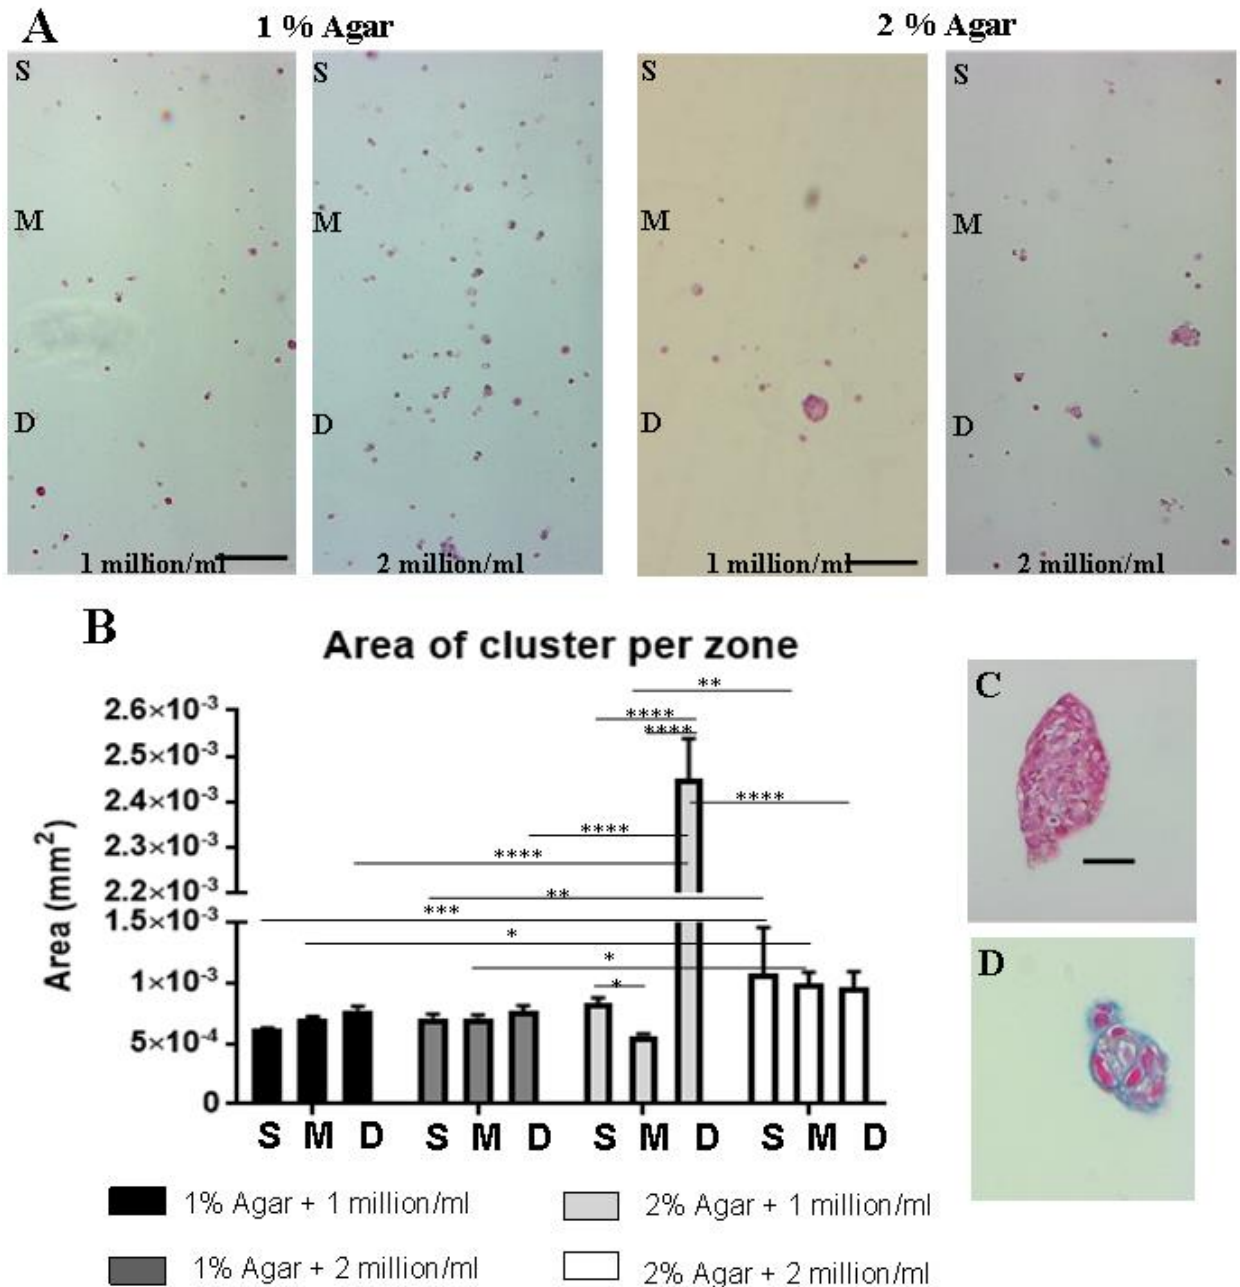 A
1 % Agar
2 % Agar
S
S
S
S
M
M
M
M
D
D
D
D
1 million/ml
2 million/ml
1 million/ml
2 million/ml
B
Area of cluster per zone
Area (mm²)
2.6×10⁻³
2.5×10⁻³
2.4×10⁻³
2.3×10⁻³
2.2×10⁻³
1.5×10⁻³
1×10⁻³
5×10⁻⁴
0
**
****
****
****
****
****
**
***
*
*
*
S M D S M D S M D S M D
1% Agar + 1 million/ml
2% Agar + 1 million/ml
1% Agar + 2 million/ml
2% Agar + 2 million/ml
C
D